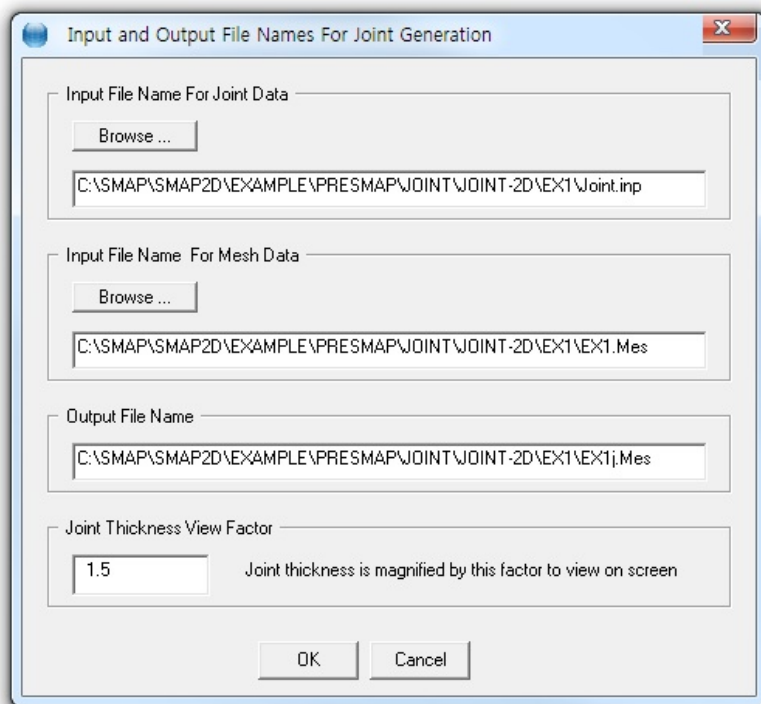 Input and Output File Names For Joint Generation
Input File Name For Joint Data
Browse ...
C:\SMAP\SMAP2D\EXAMPLE\PRESMAP\JOINT\JOINT-2D\EX1\Joint.inp
Input File Name For Mesh Data
Browse ...
C:\SMAP\SMAP2D\EXAMPLE\PRESMAP\JOINT\JOINT-2D\EX1\EX1.Mes
Output File Name
C:\SMAP\SMAP2D\EXAMPLE\PRESMAP\JOINT\JOINT-2D\EX1\EX1j.Mes
Joint Thickness View Factor
1.5 Joint thickness is magnified by this factor to view on screen
OK Cancel